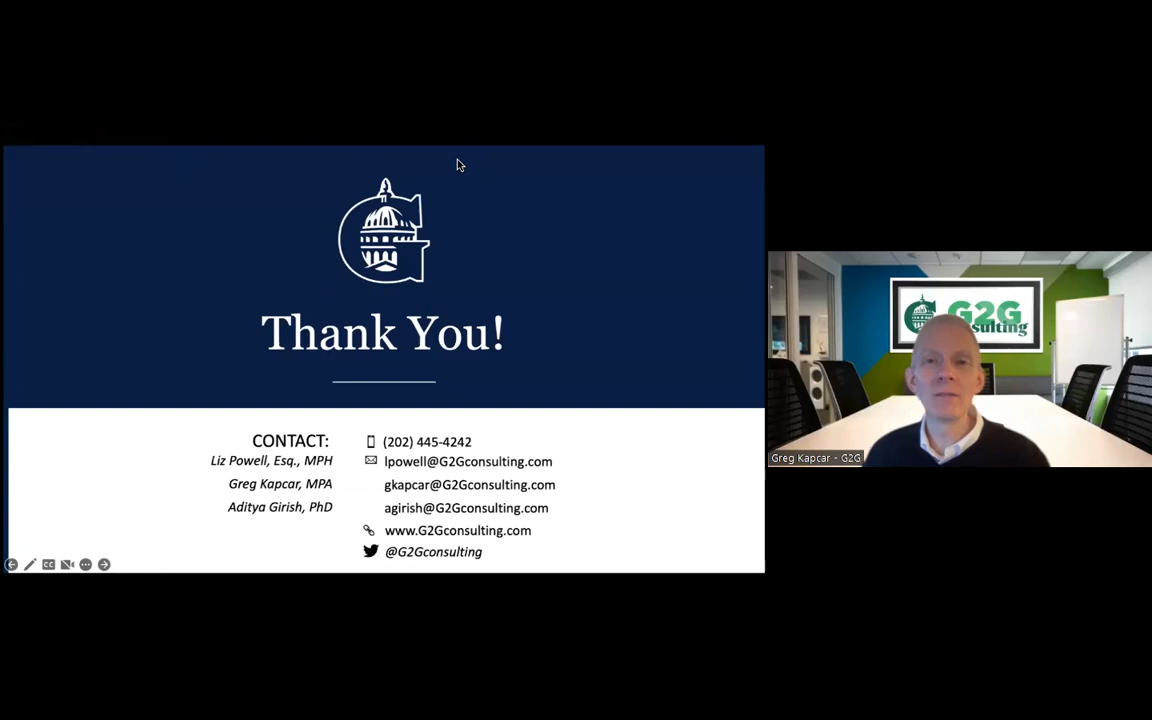 Thank You!
CONTACT:
(202) 445-4242
Liz Powell, Esq., MPH
lpowell@G2Gconsulting.com
Greg Kapcar, MPA
gkapcar@G2Gconsulting.com
Aditya Girish, PhD
agirish@G2Gconsulting.com
www.G2Gconsulting.com
@G2Gconsulting
CC
G2G
sulting
Greg Kapcar - G2G